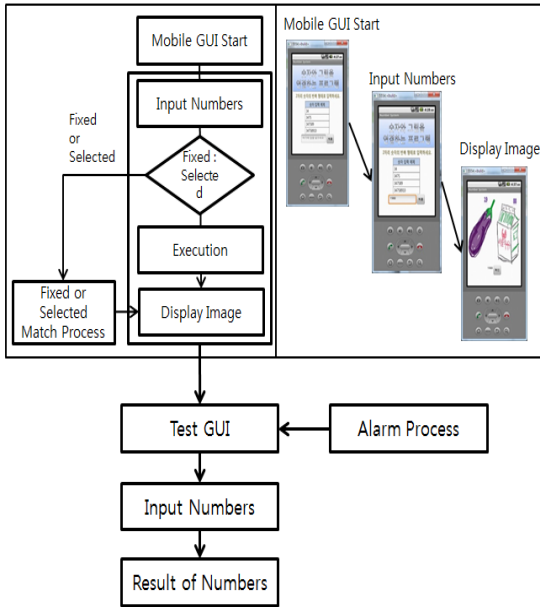 Mobile GUI Start
Input Numbers
Fixed
or
Selected
Fixed :
Selecte
d
Execution
Fixed or
Selected
Match Process
Display Image
Mobile GUI Start
Input Numbers
Display Image
Test GUI
Alarm Process
Input Numbers
Result of Numbers